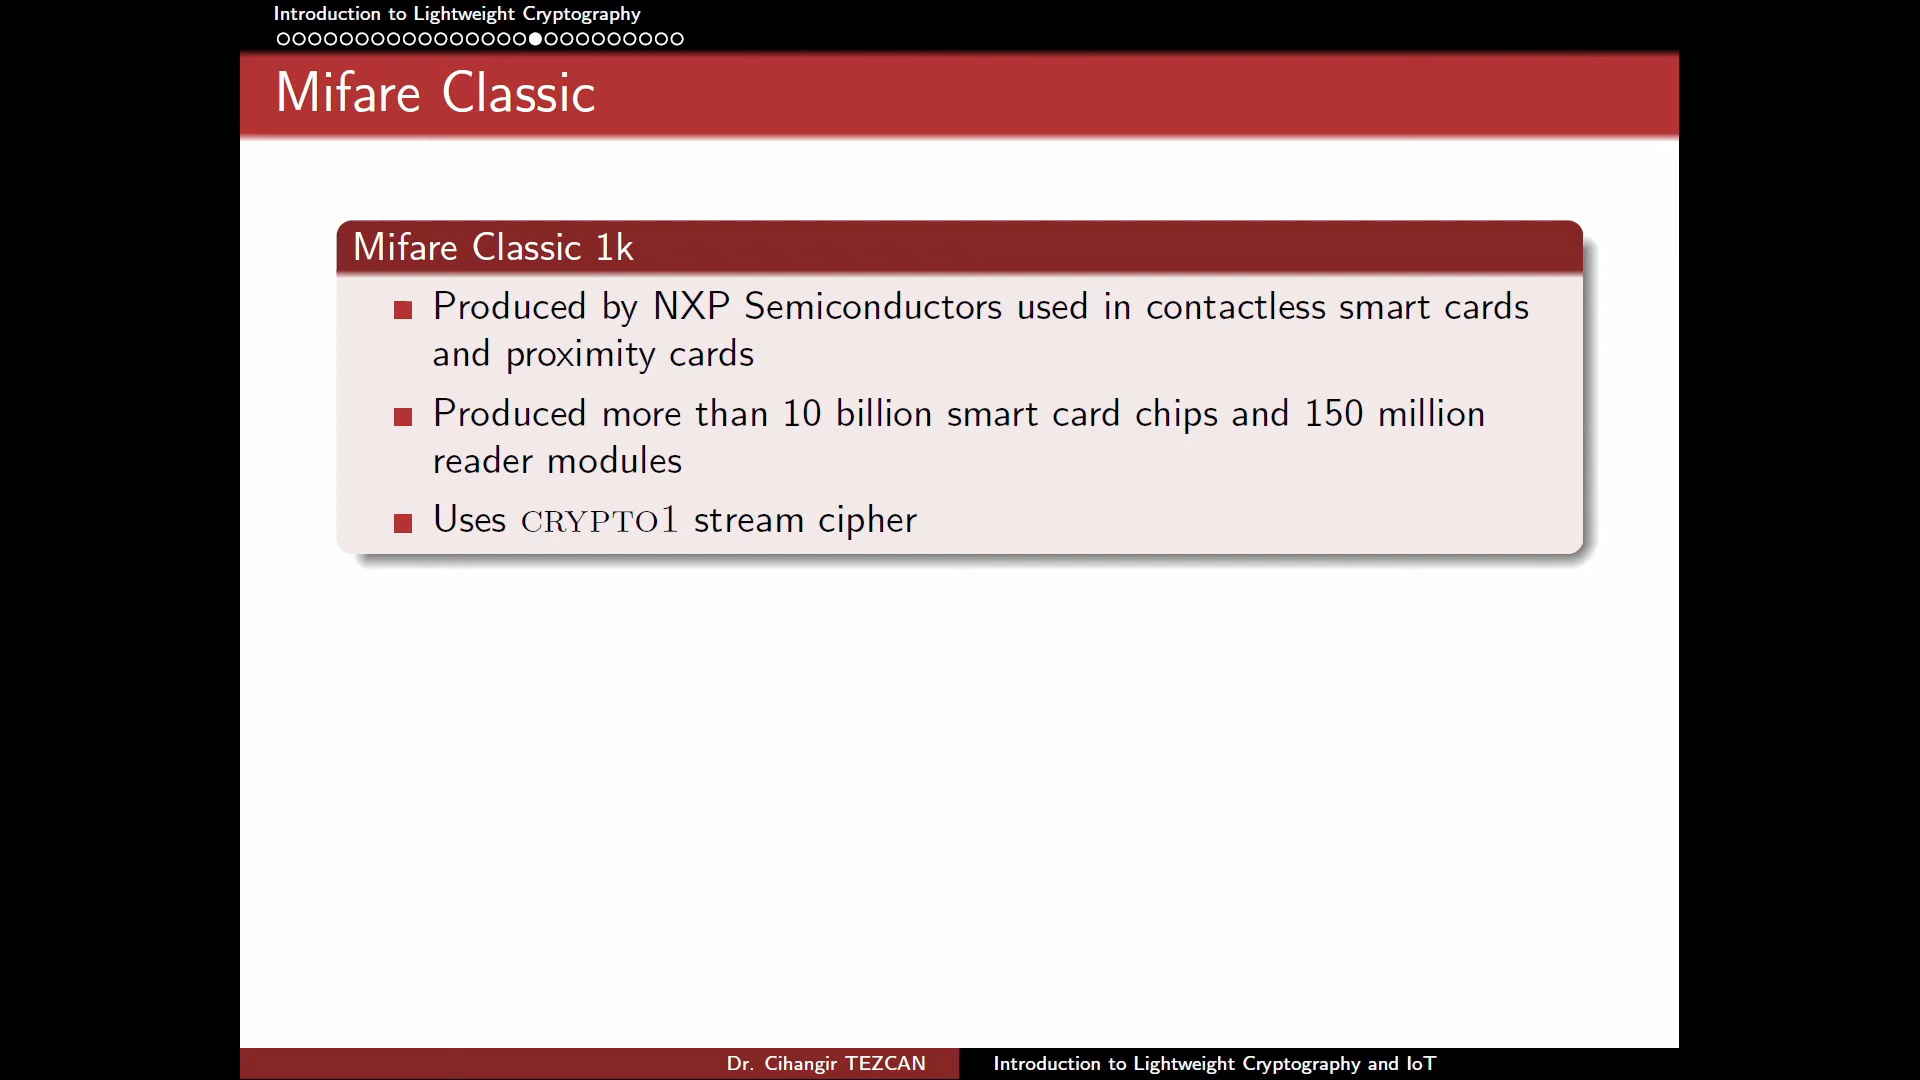 Introduction to Lightweight Cryptography
Mifare Classic
Mifare Classic 1k
Produced by NXP Semiconductors used in contactless smart cards
and proximity cards
Produced more than 10 billion smart card chips and 150 million
reader modules
Uses CRYPTO1 stream cipher
Dr. Cihangir TEZCAN
Introduction to Lightweight Cryptography and IoT